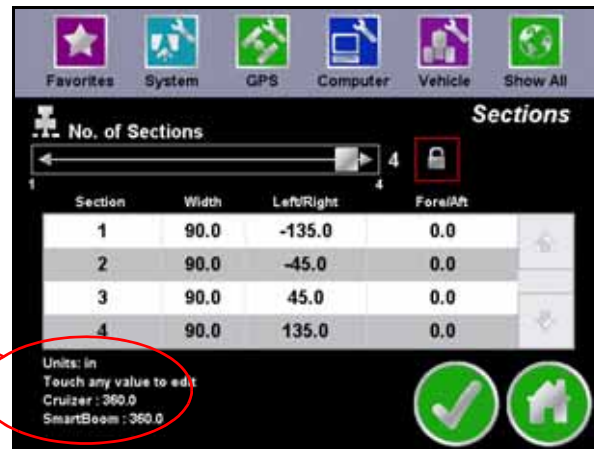 Favorites System GPS Computer Vehicle Show All
Sections
No. of Sections
4
1 4
Section Width Left/Right Fore/Aft
1 90.0 -135.0 0.0
2 90.0 -45.0 0.0
3 90.0 45.0 0.0
4 90.0 135.0 0.0
Units: in
Touch any value to edit
Cruizer : 360.0
SmartBoom : 360.0